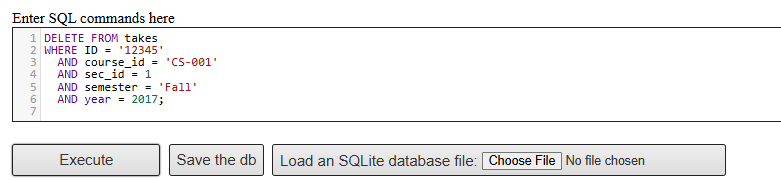 Enter SQL commands here
1 DELETE FROM takes
2 WHERE ID = '12345'
3   AND course_id = 'CS-001'
4   AND sec_id = 1
5   AND semester = 'Fall'
6   AND year = 2017;
7
Execute Save the db Load an SQLite database file: Choose File No file chosen